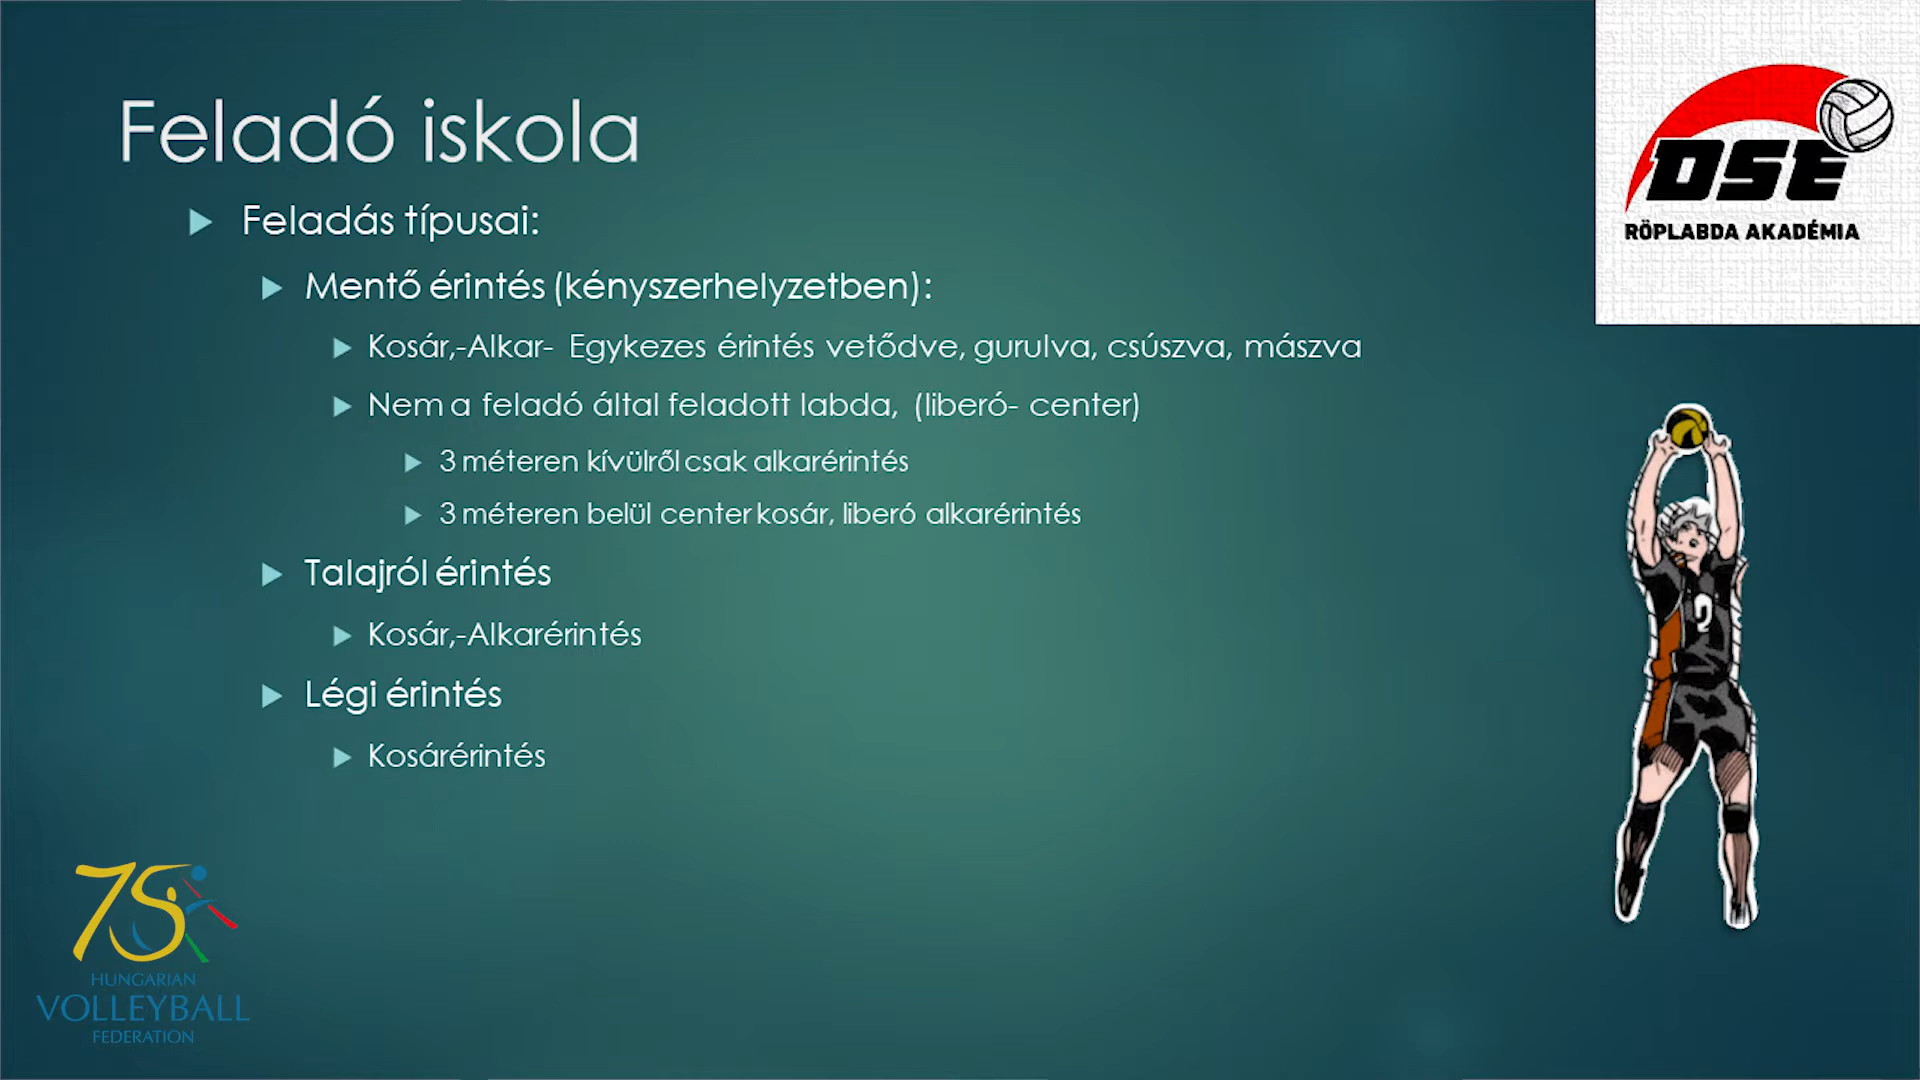 Feladó iskola
Feladás típusai:
Mentő érintés (kényszerhelyzetben):
Kosár,-Alkar- Egykezes érintés vetődve, gurulva, csúszva, mászva
Nem a feladó által feladott labda, (liberó- center)
3 méteren kívülről csak alkarérintés
3 méteren belül center kosár, liberó alkarérintés
Talajról érintés
Kosár,-Alkarérintés
Légi érintés
Kosárérintés
DSE
RÖPLABDA AKADÉMIA
2
75
HUNGARIAN
VOLLEYBALL
FEDERATION